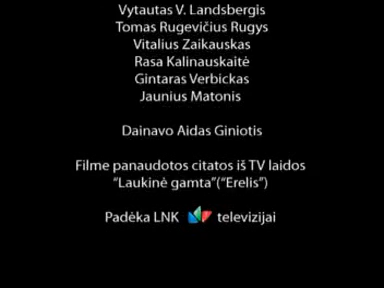 Vytautas V. Landsbergis
Tomas Rugevičius Rugys
Vitalius Zaikauskas
Rasa Kalinauskaitė
Gintaras Verbickas
Jaunius Matonis
Dainavo Aidas Giniotis
Filme panaudotos citatos iš TV laidos
“Laukinė gamta”(“Erelis”)
Padėka LNK televizijai